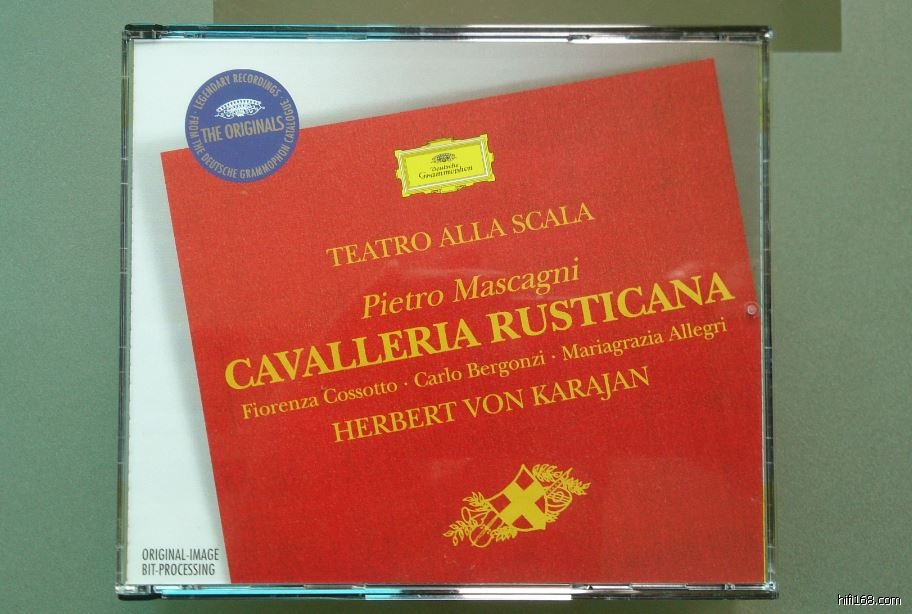 LEGENDARY RECORDINGS
THE ORIGINALS
FROM THE DEUTSCHE GRAMMOPHON CATALOGUE
Deutsche
Grammophon
TEATRO ALLA SCALA
Pietro Mascagni
CAVALLERIA RUSTICANA
Fiorenza Cossotto · Carlo Bergonzi · Mariagrazia Allegri
HERBERT VON KARAJAN
ORIGINAL-IMAGE
BIT-PROCESSING
hifi168.com